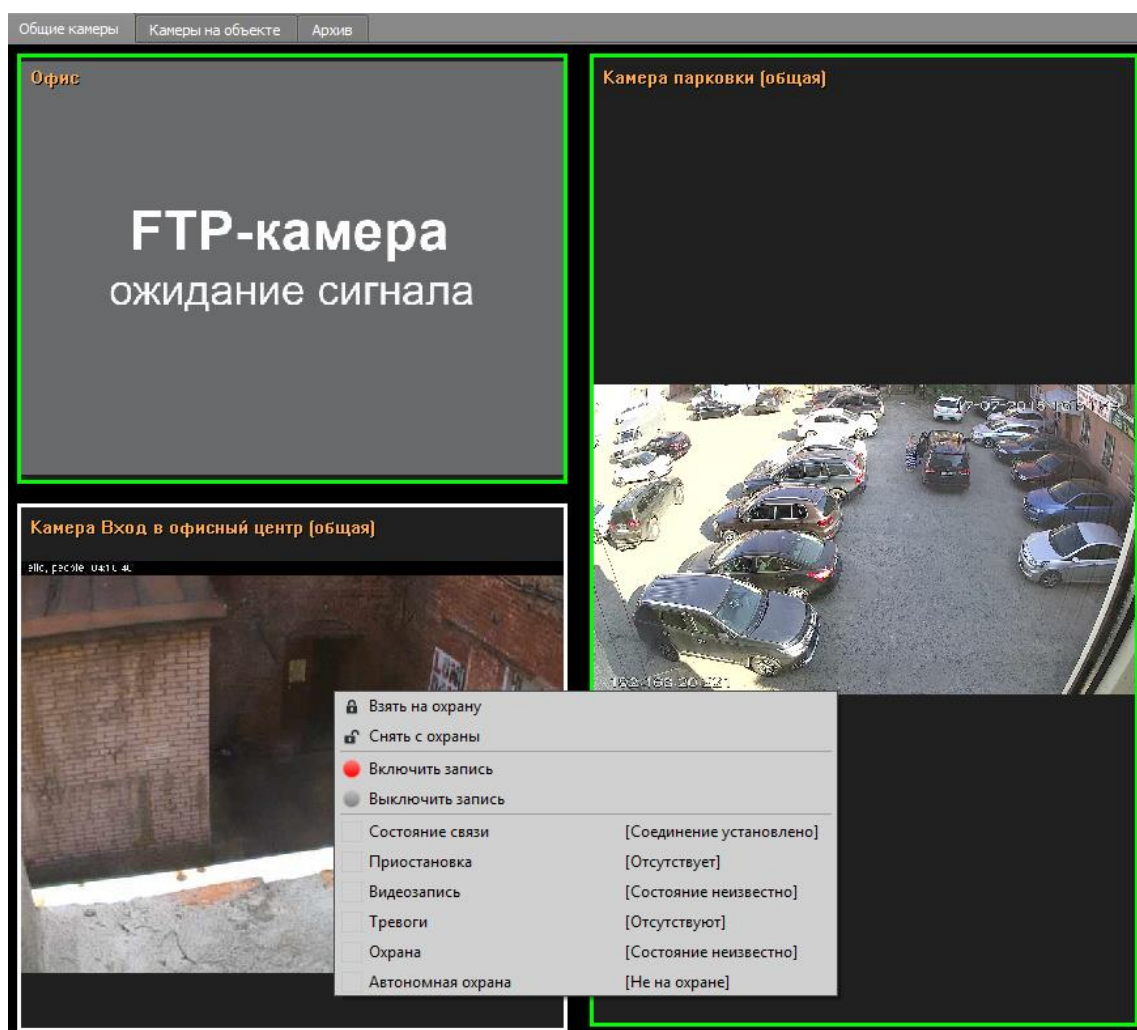 Общие камеры
Камеры на объекте
Архив
Офис
FTP-камера
ожидание сигнала
Камера парковки (общая)
Камера Вход в офисный центр (общая)
Взять на охрану
Снять с охраны
Включить запись
Выключить запись
Состояние связи [Соединение установлено]
Приостановка [Отсутствует]
Видеозапись [Состояние неизвестно]
Тревоги [Отсутствуют]
Охрана [Состояние неизвестно]
Автономная охрана [Не на охране]